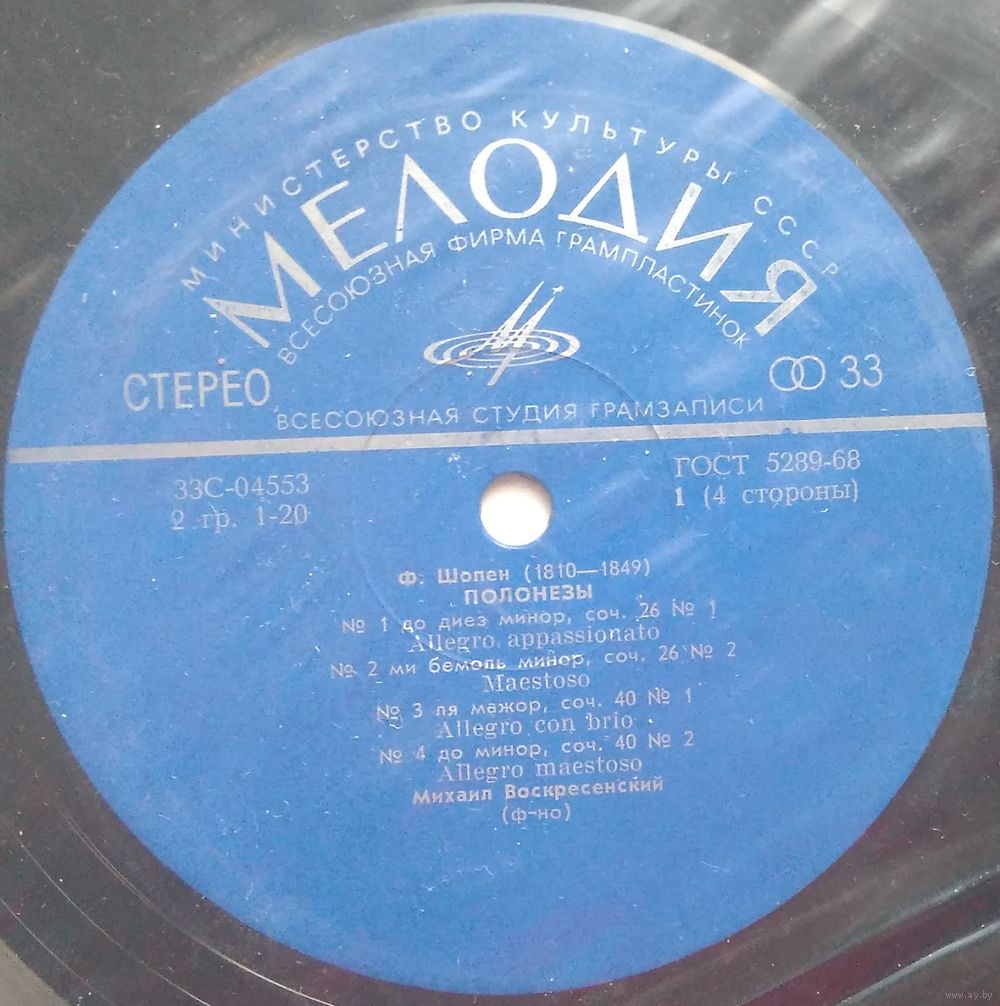 МИНИСТЕРСТВО КУЛЬТУРЫ СССР
МЕЛОДИЯ
ВСЕСОЮЗНАЯ ФИРМА ГРАМПЛАСТИНОК
СТЕРЕО
33
ВСЕСОЮЗНАЯ СТУДИЯ ГРАМЗАПИСИ
33С-04553
ГОСТ 5289-68
2 гр. 1-20
1 (4 стороны)
Ф. Шопен (1810—1849)
ПОЛОНЕЗЫ
№ 1 до диез минор, соч. 26 № 1
Allegro appassionato
№ 2 ми бемоль минор, соч. 26 № 2
Maestoso
№ 3 ля мажор, соч. 40 № 1
Allegro con brio
№ 4 до минор, соч. 40 № 2
Allegro maestoso
Михаил Воскресенский
(ф-но)
www.ay.by